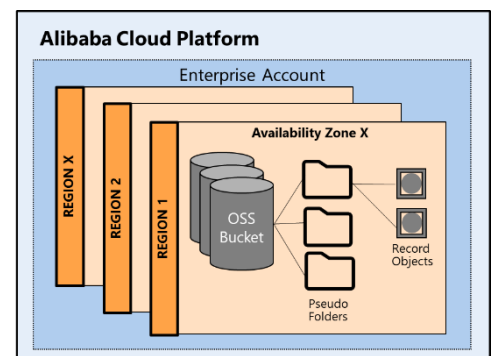 Alibaba Cloud Platform
Enterprise Account
REGION X
REGION 2
REGION 1
Availability Zone X
OSS
Bucket
Record
Objects
Pseudo
Folders